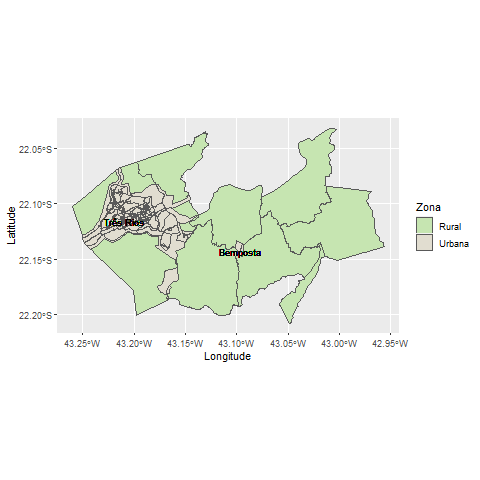 22.05°S
22.10°S
22.15°S
22.20°S
Latitude
Três Rios
Bemposta
43.25°W
43.20°W
43.15°W
43.10°W
43.05°W
43.00°W
42.95°W
Longitude
Zona
Rural
Urbana